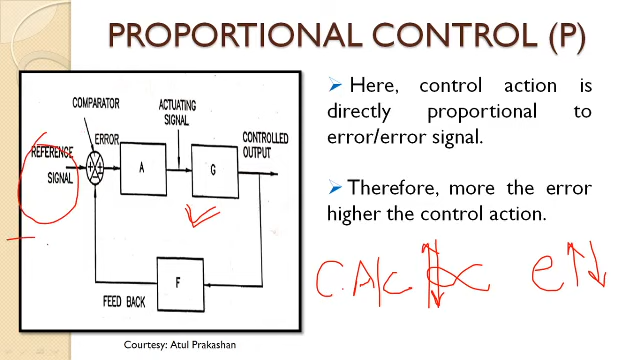 PROPORTIONAL CONTROL (P)
COMPARATOR
ACTUATING
SIGNAL
CONTROLLED
OUTPUT
ERROR
REFERENCE
SIGNAL
A
G
F
FEED BACK
Courtesy: Atul Prakashan
➢ Here, control action is
directly proportional to
error/error signal.
➢ Therefore, more the error
higher the control action.
∝ e